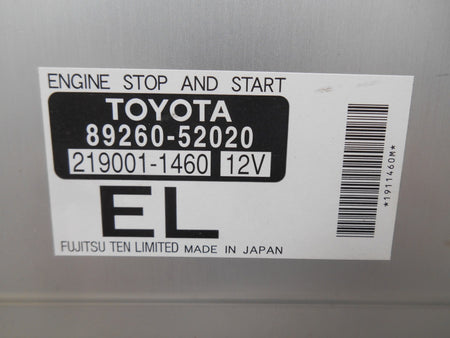 ENGINE STOP AND START
TOYOTA
89260-52020
219001-1460 12V
EL
FUJITSU TEN LIMITED MADE IN JAPAN
*1911460M*